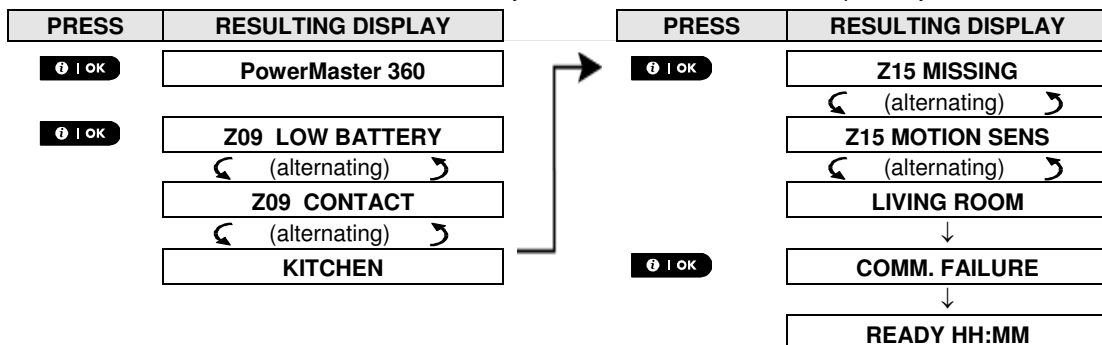 PRESS RESULTING DISPLAY
i | OK PowerMaster 360
i | OK Z09 LOW BATTERY
(alternating)
Z09 CONTACT
(alternating)
KITCHEN
PRESS RESULTING DISPLAY
i | OK Z15 MISSING
(alternating)
Z15 MOTION SENS
(alternating)
LIVING ROOM
↓
i | OK COMM. FAILURE
↓
READY HH:MM